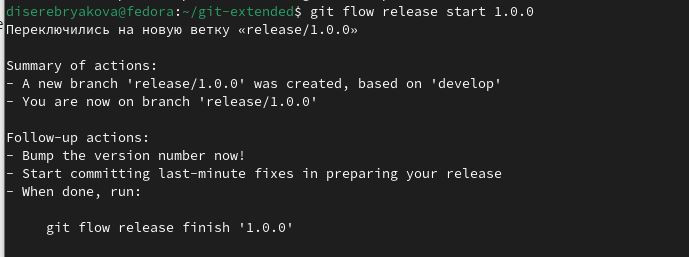 diserebryakova@fedora:~/git-extended$ git flow release start 1.0.0
Переключились на новую ветку «release/1.0.0»
Summary of actions:
- A new branch 'release/1.0.0' was created, based on 'develop'
- You are now on branch 'release/1.0.0'
Follow-up actions:
- Bump the version number now!
- Start committing last-minute fixes in preparing your release
- When done, run:
git flow release finish '1.0.0'